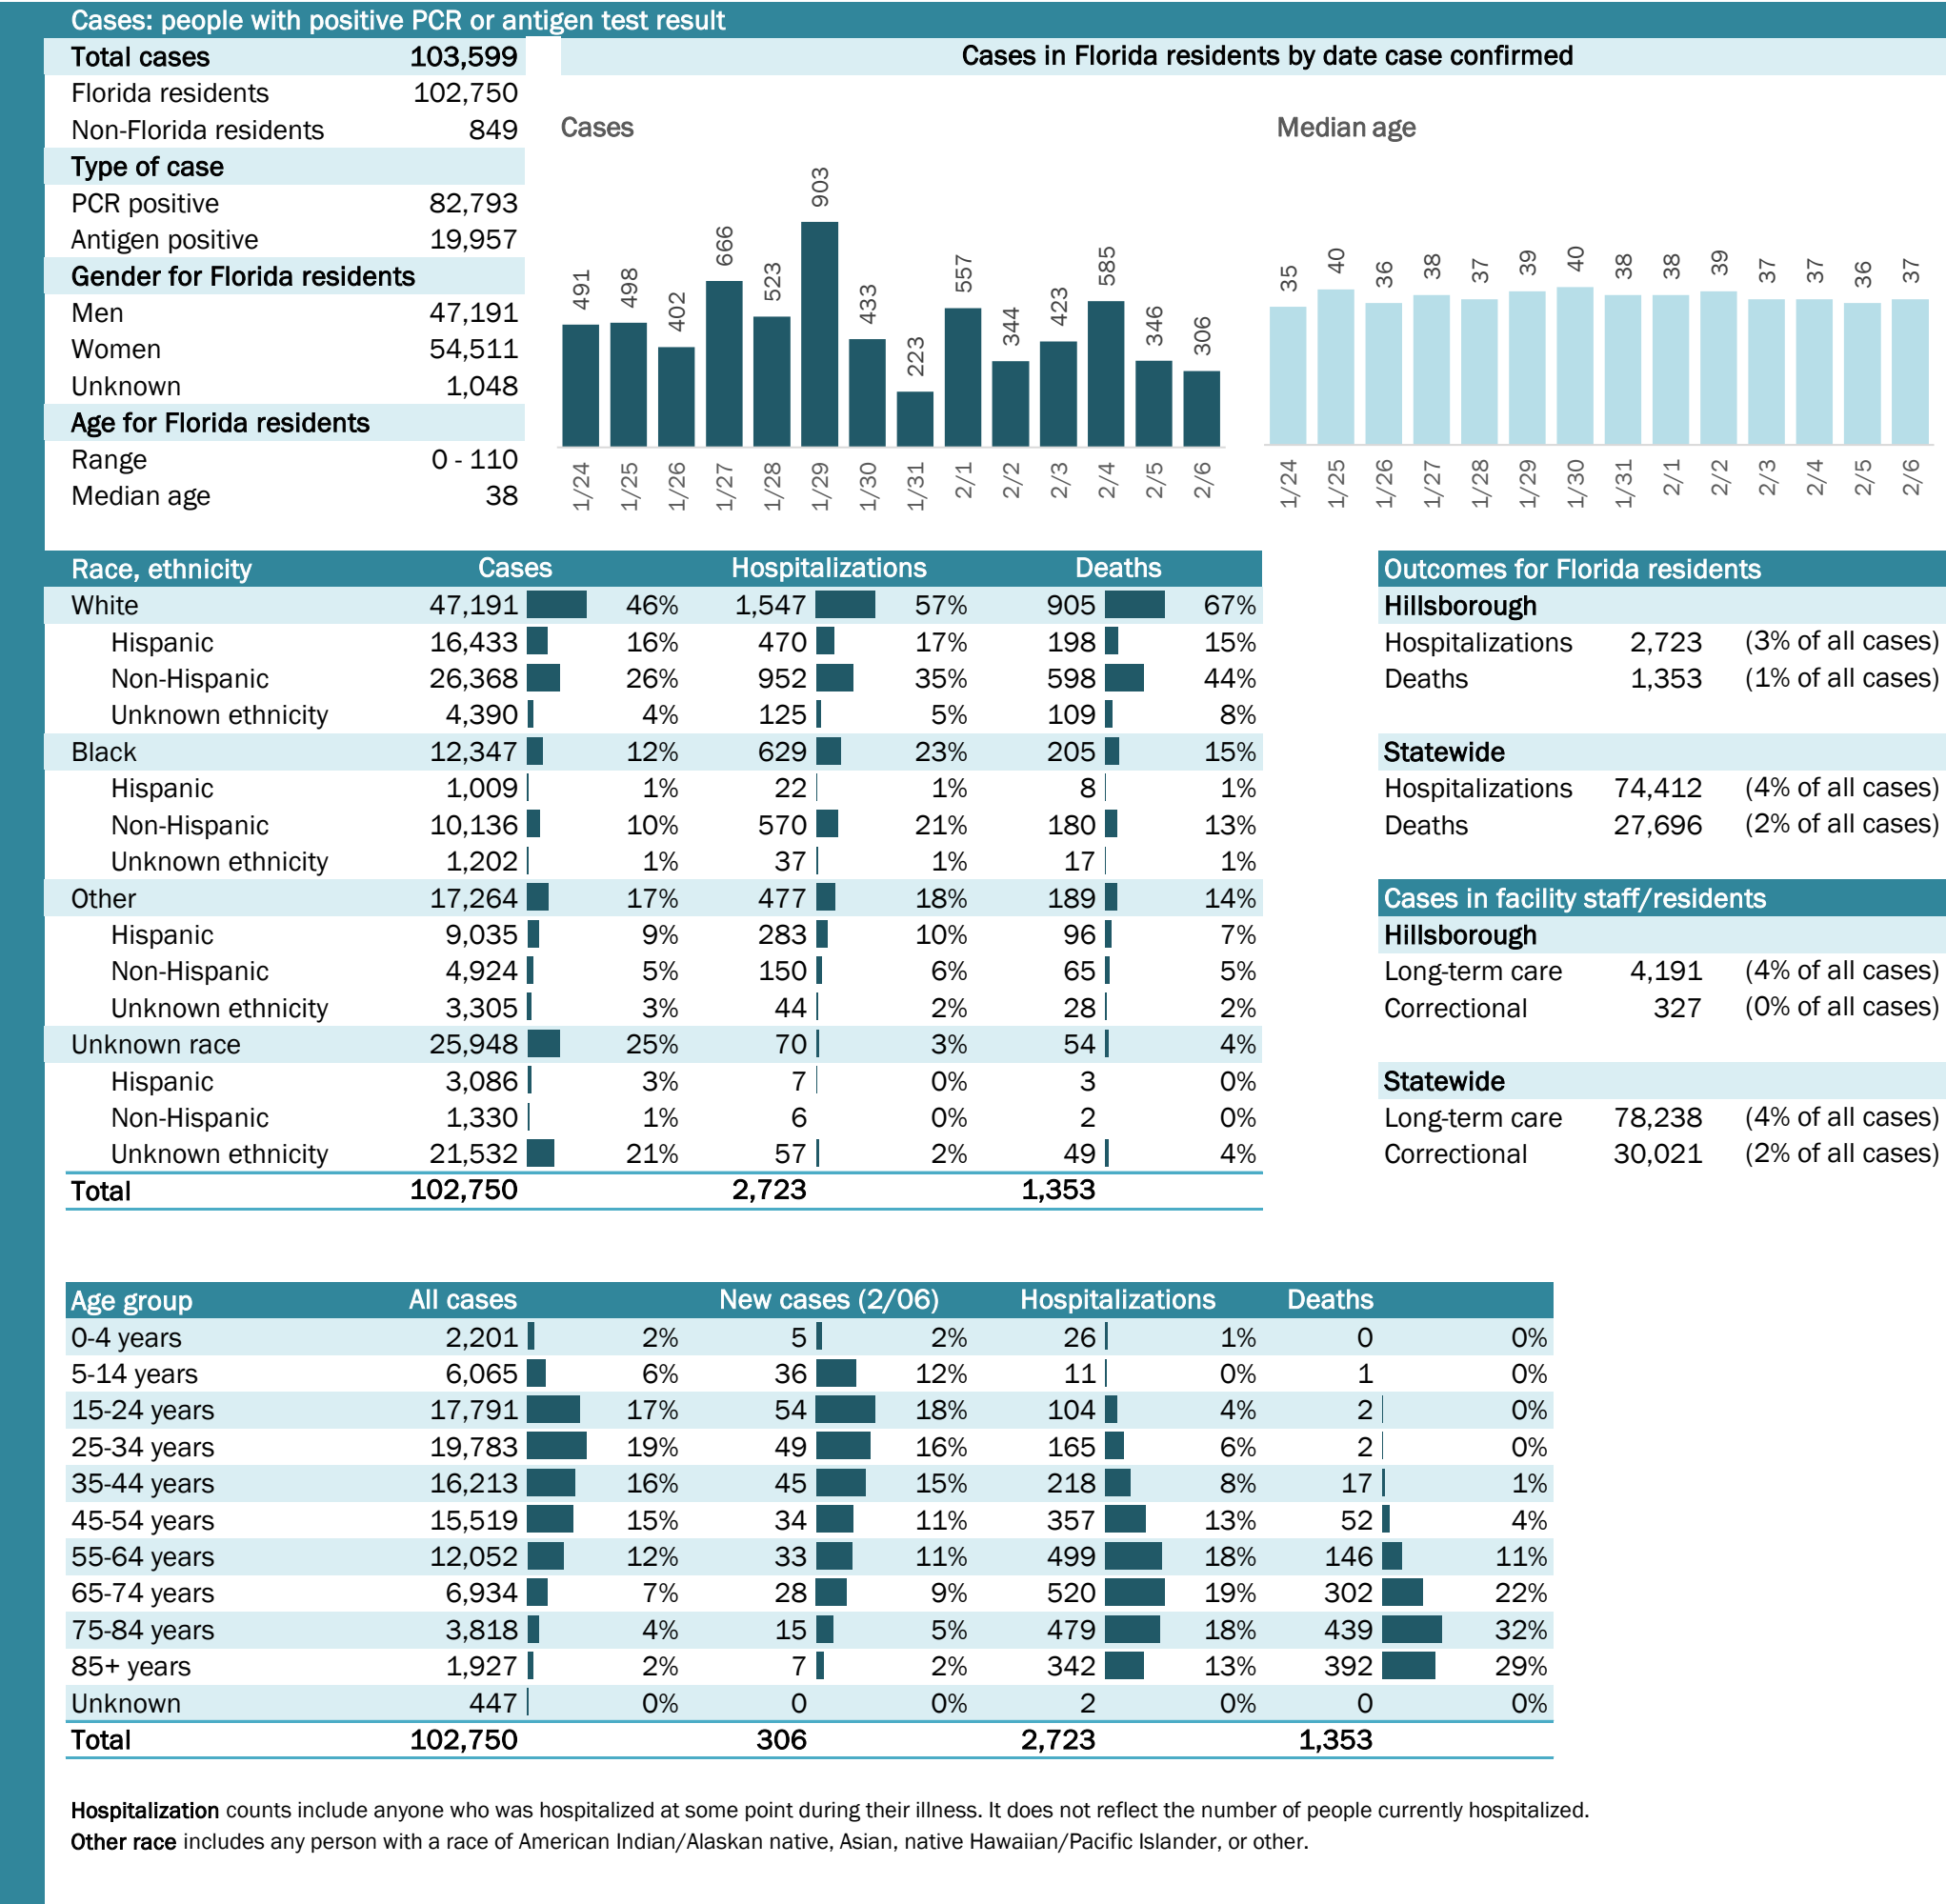 Cases: people with positive PCR or antigen test result
Total cases 103,599
Florida residents 102,750
Non-Florida residents 849
Type of case
PCR positive 82,793
Antigen positive 19,957
Gender for Florida residents
Men 47,191
Women 54,511
Unknown 1,048
Age for Florida residents
Range 0 - 110
Median age 38
Cases in Florida residents by date case confirmed
Cases
491 498 402 666 523 903 433 223 557 344 423 585 346 306
1/24 1/25 1/26 1/27 1/28 1/29 1/30 1/31 2/1 2/2 2/3 2/4 2/5 2/6
Median age
35 40 36 38 37 39 40 38 38 39 37 37 36 37
1/24 1/25 1/26 1/27 1/28 1/29 1/30 1/31 2/1 2/2 2/3 2/4 2/5 2/6
Race, ethnicity Cases Hospitalizations Deaths
White 47,191 46% 1,547 57% 905 67%
Hispanic 16,433 16% 470 17% 198 15%
Non-Hispanic 26,368 26% 952 35% 598 44%
Unknown ethnicity 4,390 4% 125 5% 109 8%
Black 12,347 12% 629 23% 205 15%
Hispanic 1,009 1% 22 1% 8 1%
Non-Hispanic 10,136 10% 570 21% 180 13%
Unknown ethnicity 1,202 1% 37 1% 17 1%
Other 17,264 17% 477 18% 189 14%
Hispanic 9,035 9% 283 10% 96 7%
Non-Hispanic 4,924 5% 150 6% 65 5%
Unknown ethnicity 3,305 3% 44 2% 28 2%
Unknown race 25,948 25% 70 3% 54 4%
Hispanic 3,086 3% 7 0% 3 0%
Non-Hispanic 1,330 1% 6 0% 2 0%
Unknown ethnicity 21,532 21% 57 2% 49 4%
Total 102,750 2,723 1,353
Outcomes for Florida residents
Hillsborough
Hospitalizations 2,723 (3% of all cases)
Deaths 1,353 (1% of all cases)
Statewide
Hospitalizations 74,412 (4% of all cases)
Deaths 27,696 (2% of all cases)
Cases in facility staff/residents
Hillsborough
Long-term care 4,191 (4% of all cases)
Correctional 327 (0% of all cases)
Statewide
Long-term care 78,238 (4% of all cases)
Correctional 30,021 (2% of all cases)
Age group All cases New cases (2/06) Hospitalizations Deaths
0-4 years 2,201 2% 5 2% 26 1% 0 0%
5-14 years 6,065 6% 36 12% 11 0% 1 0%
15-24 years 17,791 17% 54 18% 104 4% 2 0%
25-34 years 19,783 19% 49 16% 165 6% 2 0%
35-44 years 16,213 16% 45 15% 218 8% 17 1%
45-54 years 15,519 15% 34 11% 357 13% 52 4%
55-64 years 12,052 12% 33 11% 499 18% 146 11%
65-74 years 6,934 7% 28 9% 520 19% 302 22%
75-84 years 3,818 4% 15 5% 479 18% 439 32%
85+ years 1,927 2% 7 2% 342 13% 392 29%
Unknown 447 0% 0 0% 2 0% 0 0%
Total 102,750 306 2,723 1,353
Hospitalization counts include anyone who was hospitalized at some point during their illness. It does not reflect the number of people currently hospitalized.
Other race includes any person with a race of American Indian/Alaskan native, Asian, native Hawaiian/Pacific Islander, or other.